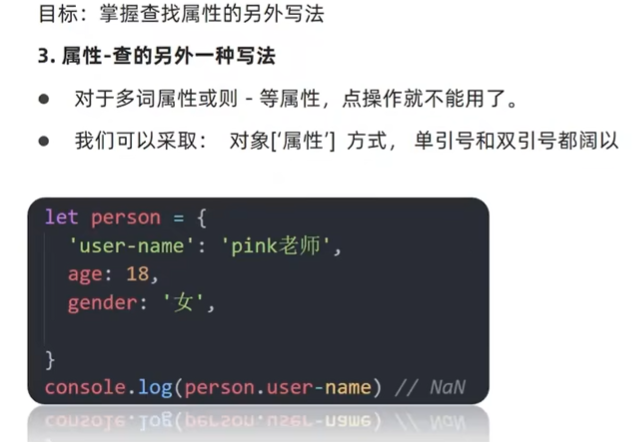 目标：掌握查找属性的另外写法
3. 属性-查的另外一种写法
● 对于多词属性或则 - 等属性，点操作就不能用了。
● 我们可以采取： 对象['属性'] 方式， 单引号和双引号都阔以
let person = {
'user-name': 'pink老师',
age: 18,
gender: '女',
}
console.log(person.user-name) // NaN